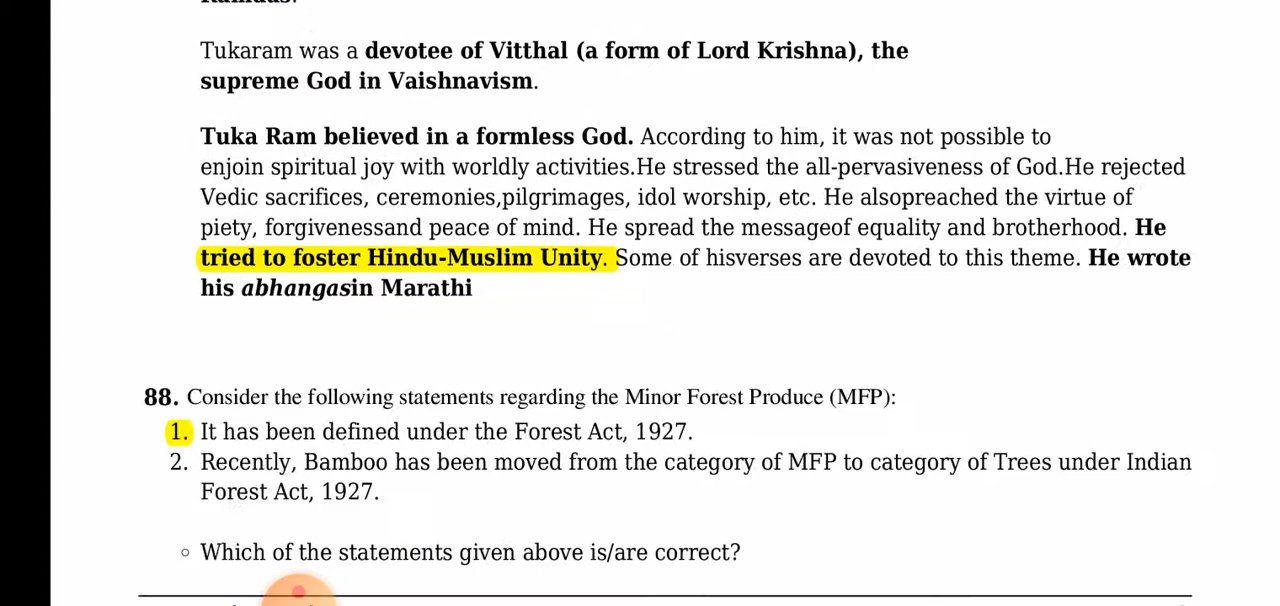 Tukaram was a devotee of Vitthal (a form of Lord Krishna), the
supreme God in Vaishnavism.
Tuka Ram believed in a formless God. According to him, it was not possible to
enjoin spiritual joy with worldly activities.He stressed the all-pervasiveness of God.He rejected
Vedic sacrifices, ceremonies,pilgrimages, idol worship, etc. He alsopreached the virtue of
piety, forgivenessand peace of mind. He spread the messageof equality and brotherhood. He
tried to foster Hindu-Muslim Unity. Some of hisverses are devoted to this theme. He wrote
his abhangasin Marathi
88. Consider the following statements regarding the Minor Forest Produce (MFP):
1. It has been defined under the Forest Act, 1927.
2. Recently, Bamboo has been moved from the category of MFP to category of Trees under Indian
Forest Act, 1927.
◦ Which of the statements given above is/are correct?